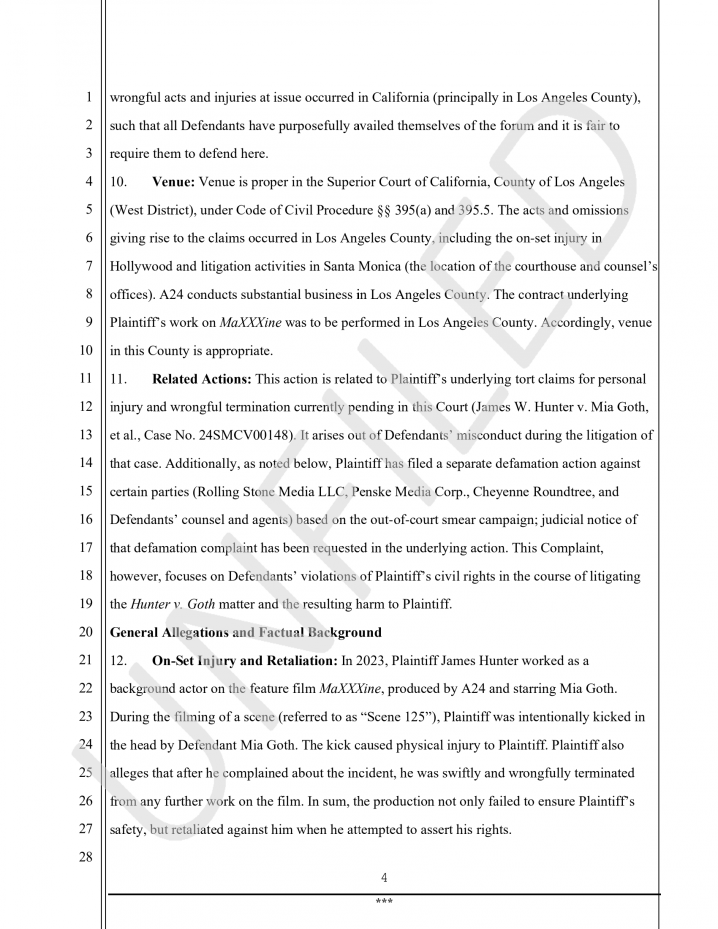 1 wrongful acts and injuries at issue occurred in California (principally in Los Angeles County),
2 such that all Defendants have purposefully availed themselves of the forum and it is fair to
3 require them to defend here.
4 10. Venue: Venue is proper in the Superior Court of California, County of Los Angeles
5 (West District), under Code of Civil Procedure §§ 395(a) and 395.5. The acts and omissions
6 giving rise to the claims occurred in Los Angeles County, including the on-set injury in
7 Hollywood and litigation activities in Santa Monica (the location of the courthouse and counsel’s
8 offices). A24 conducts substantial business in Los Angeles County. The contract underlying
9 Plaintiff’s work on MaXXXine was to be performed in Los Angeles County. Accordingly, venue
10 in this County is appropriate.
11 11. Related Actions: This action is related to Plaintiff’s underlying tort claims for personal
12 injury and wrongful termination currently pending in this Court (James W. Hunter v. Mia Goth,
13 et al., Case No. 24SMCV00148). It arises out of Defendants’ misconduct during the litigation of
14 that case. Additionally, as noted below, Plaintiff has filed a separate defamation action against
15 certain parties (Rolling Stone Media LLC, Penske Media Corp., Cheyenne Roundtree, and
16 Defendants’ counsel and agents) based on the out-of-court smear campaign; judicial notice of
17 that defamation complaint has been requested in the underlying action. This Complaint,
18 however, focuses on Defendants’ violations of Plaintiff’s civil rights in the course of litigating
19 the Hunter v. Goth matter and the resulting harm to Plaintiff.
20 General Allegations and Factual Background
21 12. On-Set Injury and Retaliation: In 2023, Plaintiff James Hunter worked as a
22 background actor on the feature film MaXXXine, produced by A24 and starring Mia Goth.
23 During the filming of a scene (referred to as “Scene 125”), Plaintiff was intentionally kicked in
24 the head by Defendant Mia Goth. The kick caused physical injury to Plaintiff. Plaintiff also
25 alleges that after he complained about the incident, he was swiftly and wrongfully terminated
26 from any further work on the film. In sum, the production not only failed to ensure Plaintiff’s
27 safety, but retaliated against him when he attempted to assert his rights.
28
4
***
UNFILED